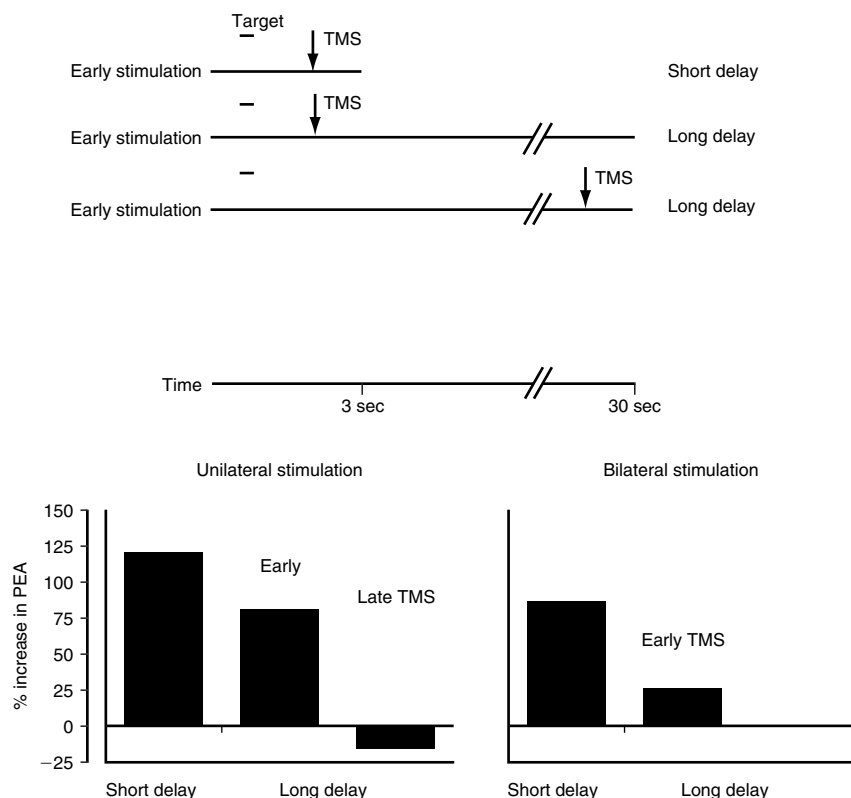 Target
TMS
Early stimulation Short delay
TMS
Early stimulation Long delay
TMS
Early stimulation Long delay
Time
3 sec 30 sec
Unilateral stimulation Bilateral stimulation
% increase in PEA
150
125
100
75
50
25
0
−25
Early
Late TMS
Early TMS
Short delay Long delay Short delay Long delay